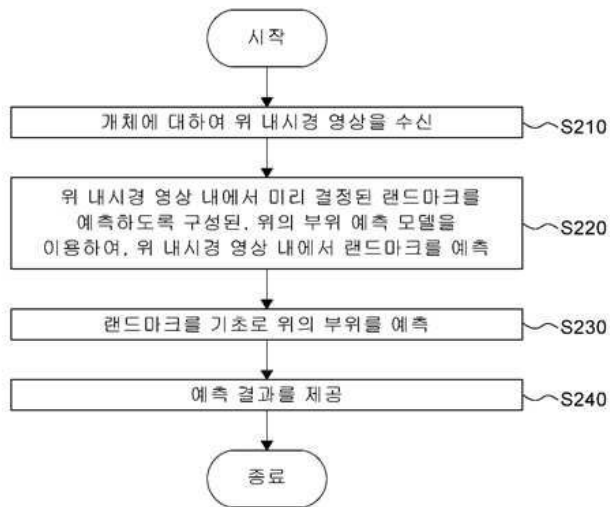 시작
개체에 대하여 위 내시경 영상을 수신
S210
위 내시경 영상 내에서 미리 결정된 랜드마크를
예측하도록 구성된, 위의 부위 예측 모델을
이용하여, 위 내시경 영상 내에서 랜드마크를 예측
S220
랜드마크를 기초로 위의 부위를 예측
S230
예측 결과를 제공
S240
종료